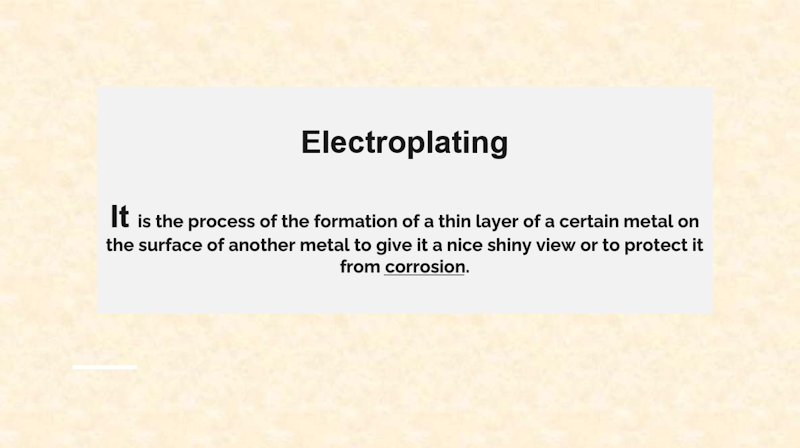 Electroplating
It is the process of the formation of a thin layer of a certain metal on
the surface of another metal to give it a nice shiny view or to protect it
from corrosion.